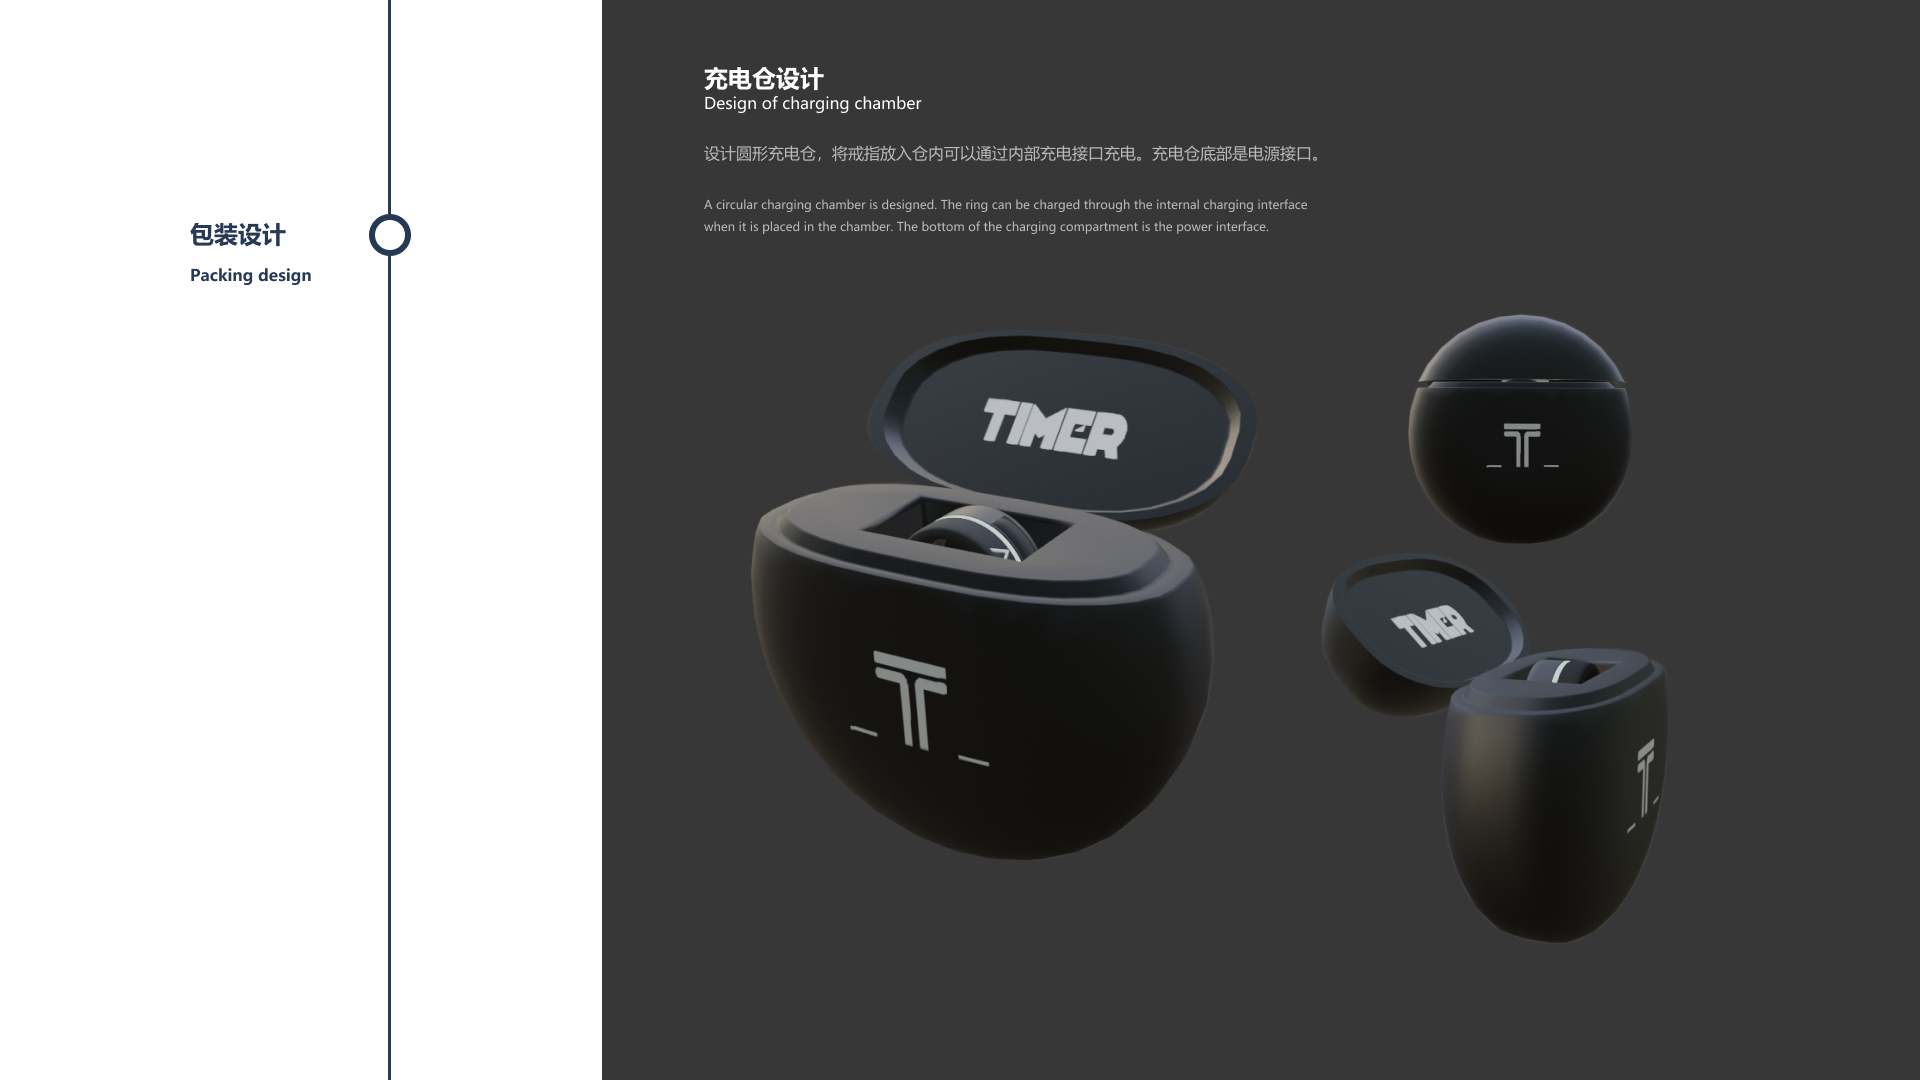 包装设计
Packing design
充电仓设计
Design of charging chamber
设计圆形充电仓，将戒指放入仓内可以通过内部充电接口充电。充电仓底部是电源接口。
A circular charging chamber is designed. The ring can be charged through the internal charging interface
when it is placed in the chamber. The bottom of the charging compartment is the power interface.
TIMER
_T_
_T_
TIMER
_T_